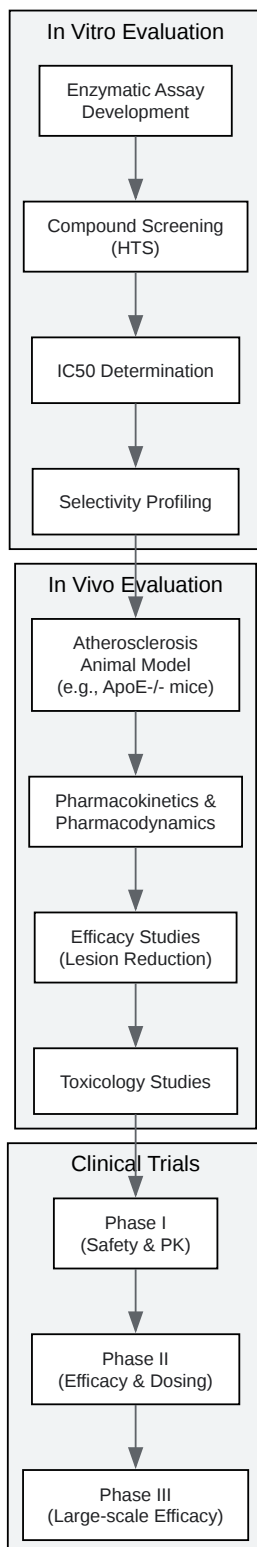 In Vitro Evaluation
Enzymatic Assay
Development
Compound Screening
(HTS)
IC50 Determination
Selectivity Profiling
In Vivo Evaluation
Atherosclerosis
Animal Model
(e.g., ApoE-/- mice)
Pharmacokinetics &
Pharmacodynamics
Efficacy Studies
(Lesion Reduction)
Toxicology Studies
Clinical Trials
Phase I
(Safety & PK)
Phase II
(Efficacy & Dosing)
Phase III
(Large-scale Efficacy)